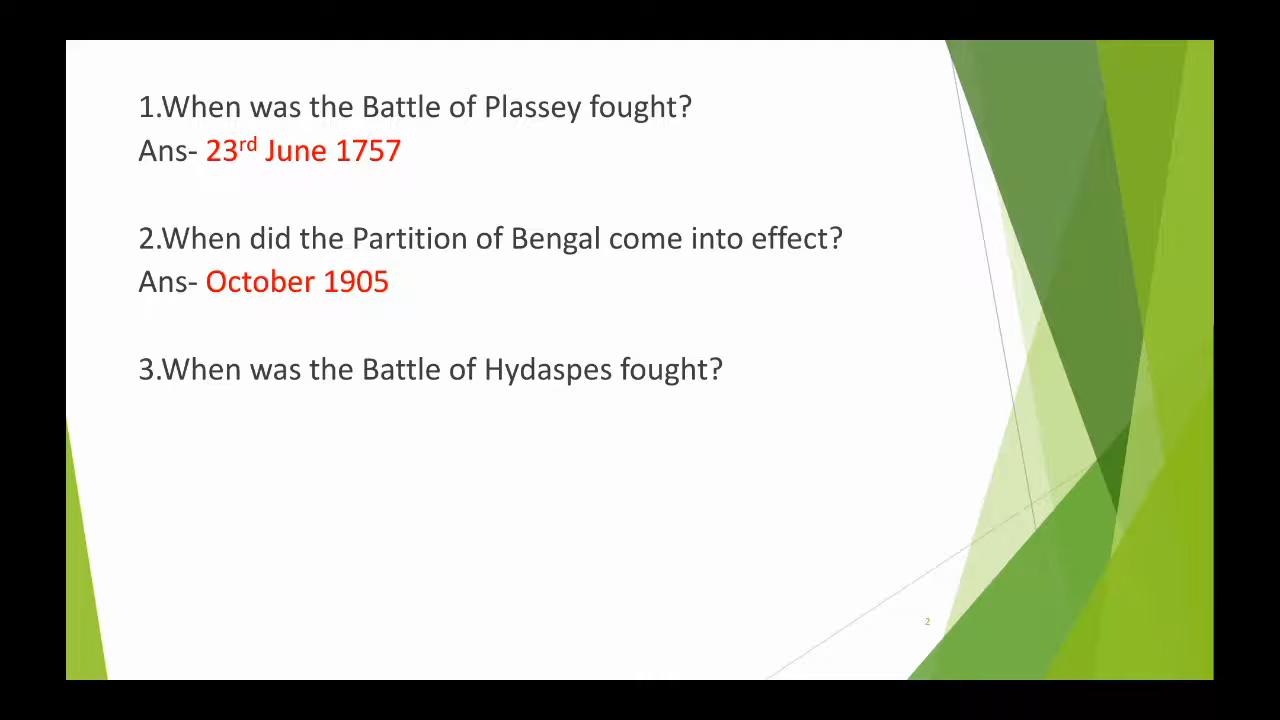 1.When was the Battle of Plassey fought?
Ans- 23rd June 1757
2.When did the Partition of Bengal come into effect?
Ans- October 1905
3.When was the Battle of Hydaspes fought?
2